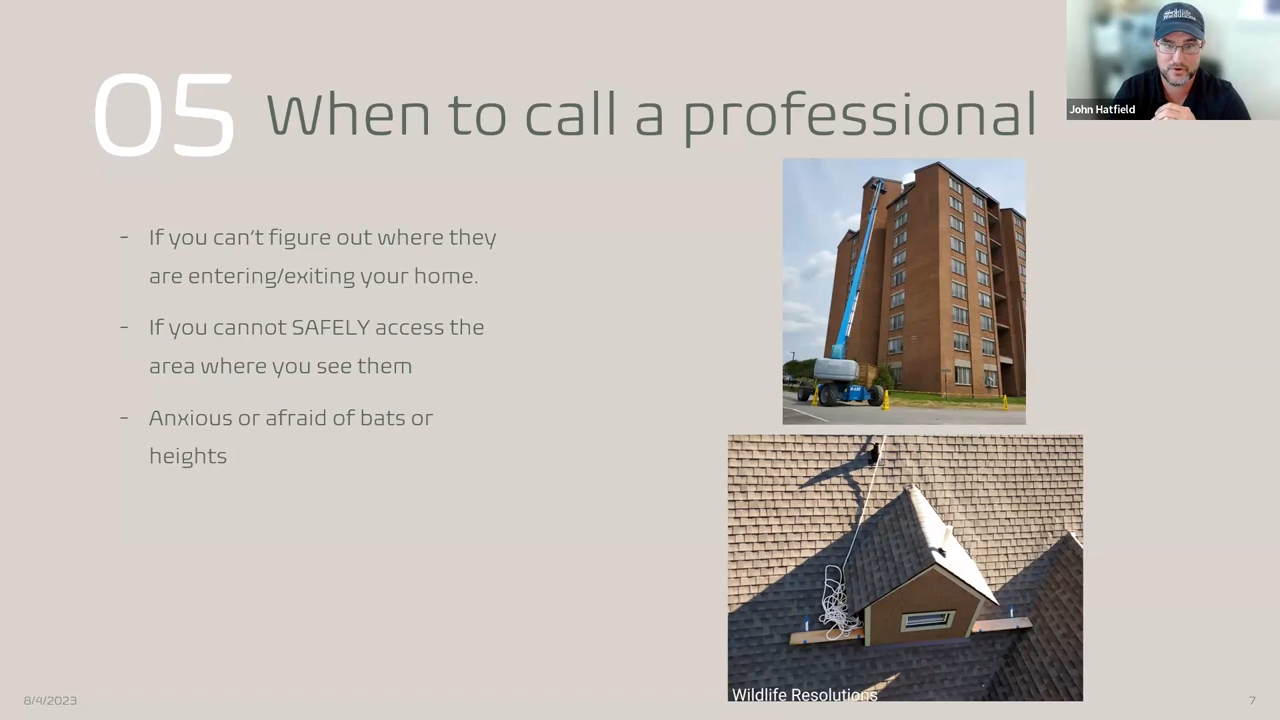 Wildlife
Resolutions
John Hatfield
05 When to call a professional
- If you can't figure out where they
are entering/exiting your home.
- If you cannot SAFELY access the
area where you see them
- Anxious or afraid of bats or
heights
Wildlife Resolutions
8/4/2023
7